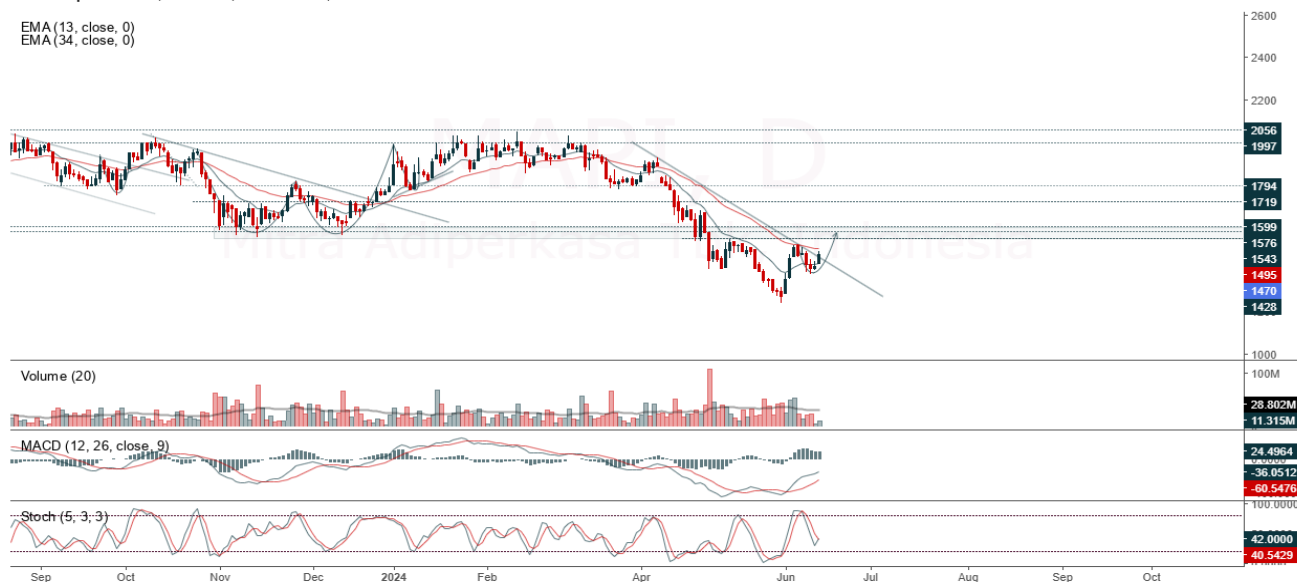 EMA (13, close, 0)
EMA (34, close, 0)
MAPI, D
Mitra Adiperkasa Indonesia
2600
2400
2200
2056
1997
1794
1719
1599
1576
1543
1495
1470
1428
1000
Volume (20)
100M
28.802M
11.315M
MACD (12, 26, close, 9)
24.4964
0.0000
-36.0512
-60.5476
Stoch (5, 3, 3)
100.0000
42.0000
40.5429
Sep Oct Nov Dec 2024 Feb Apr Jun Jul Aug Sep Oct